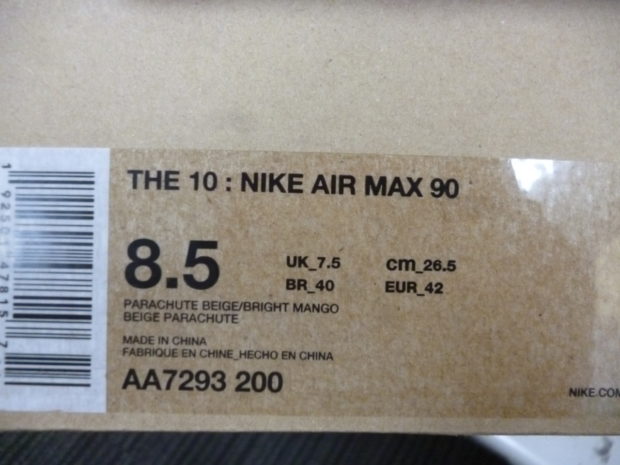 THE 10 : NIKE AIR MAX 90
8.5
UK_7.5 cm_26.5
BR_40 EUR_42
PARACHUTE BEIGE/BRIGHT MANGO
BEIGE PARACHUTE
MADE IN CHINA
FABRIQUE EN CHINE_HECHO EN CHINA
AA7293 200
NIKE.COM